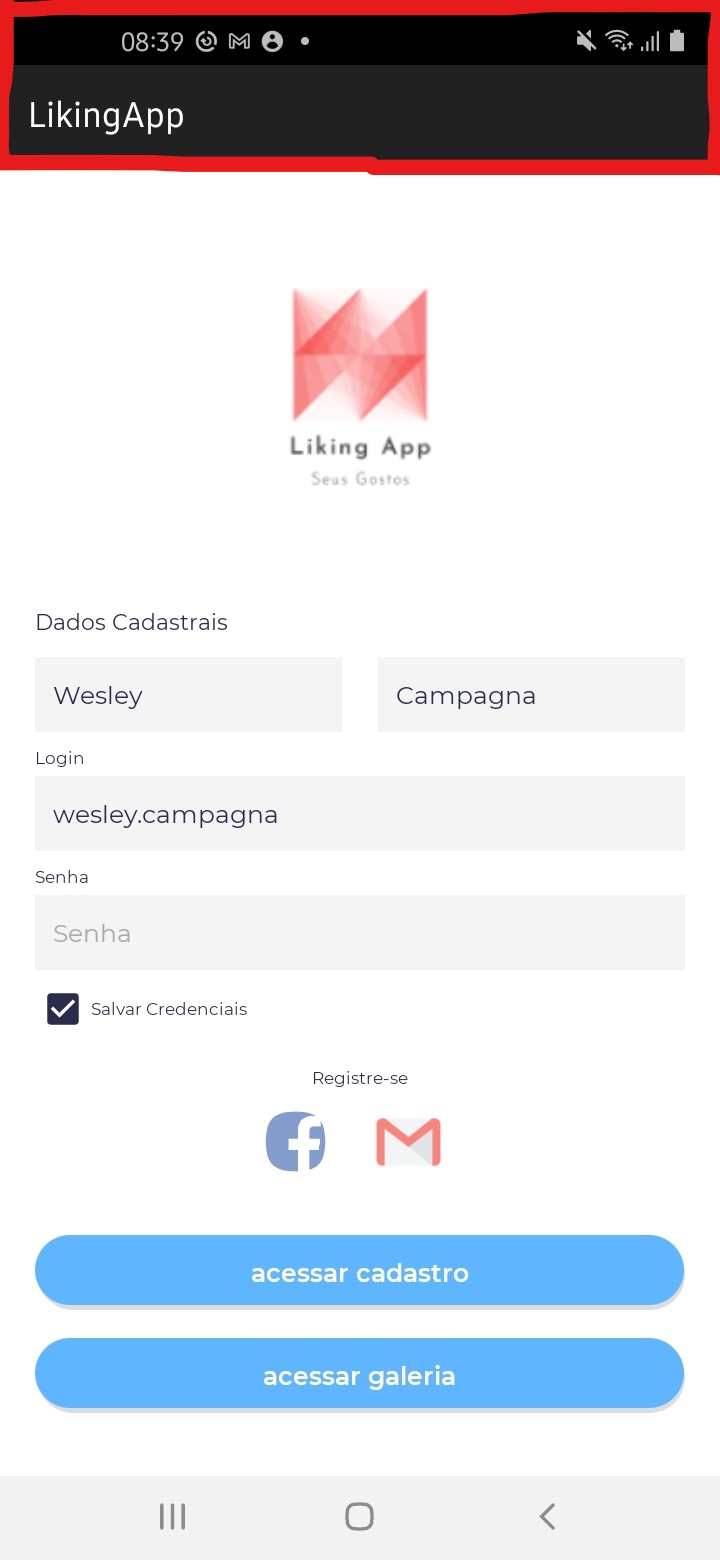 08:39
LikingApp
Liking App
Seus Gostos
Dados Cadastrais
Wesley Campagna
Login
wesley.campagna
Senha
Senha
Salvar Credenciais
Registre-se
acessar cadastro
acessar galeria